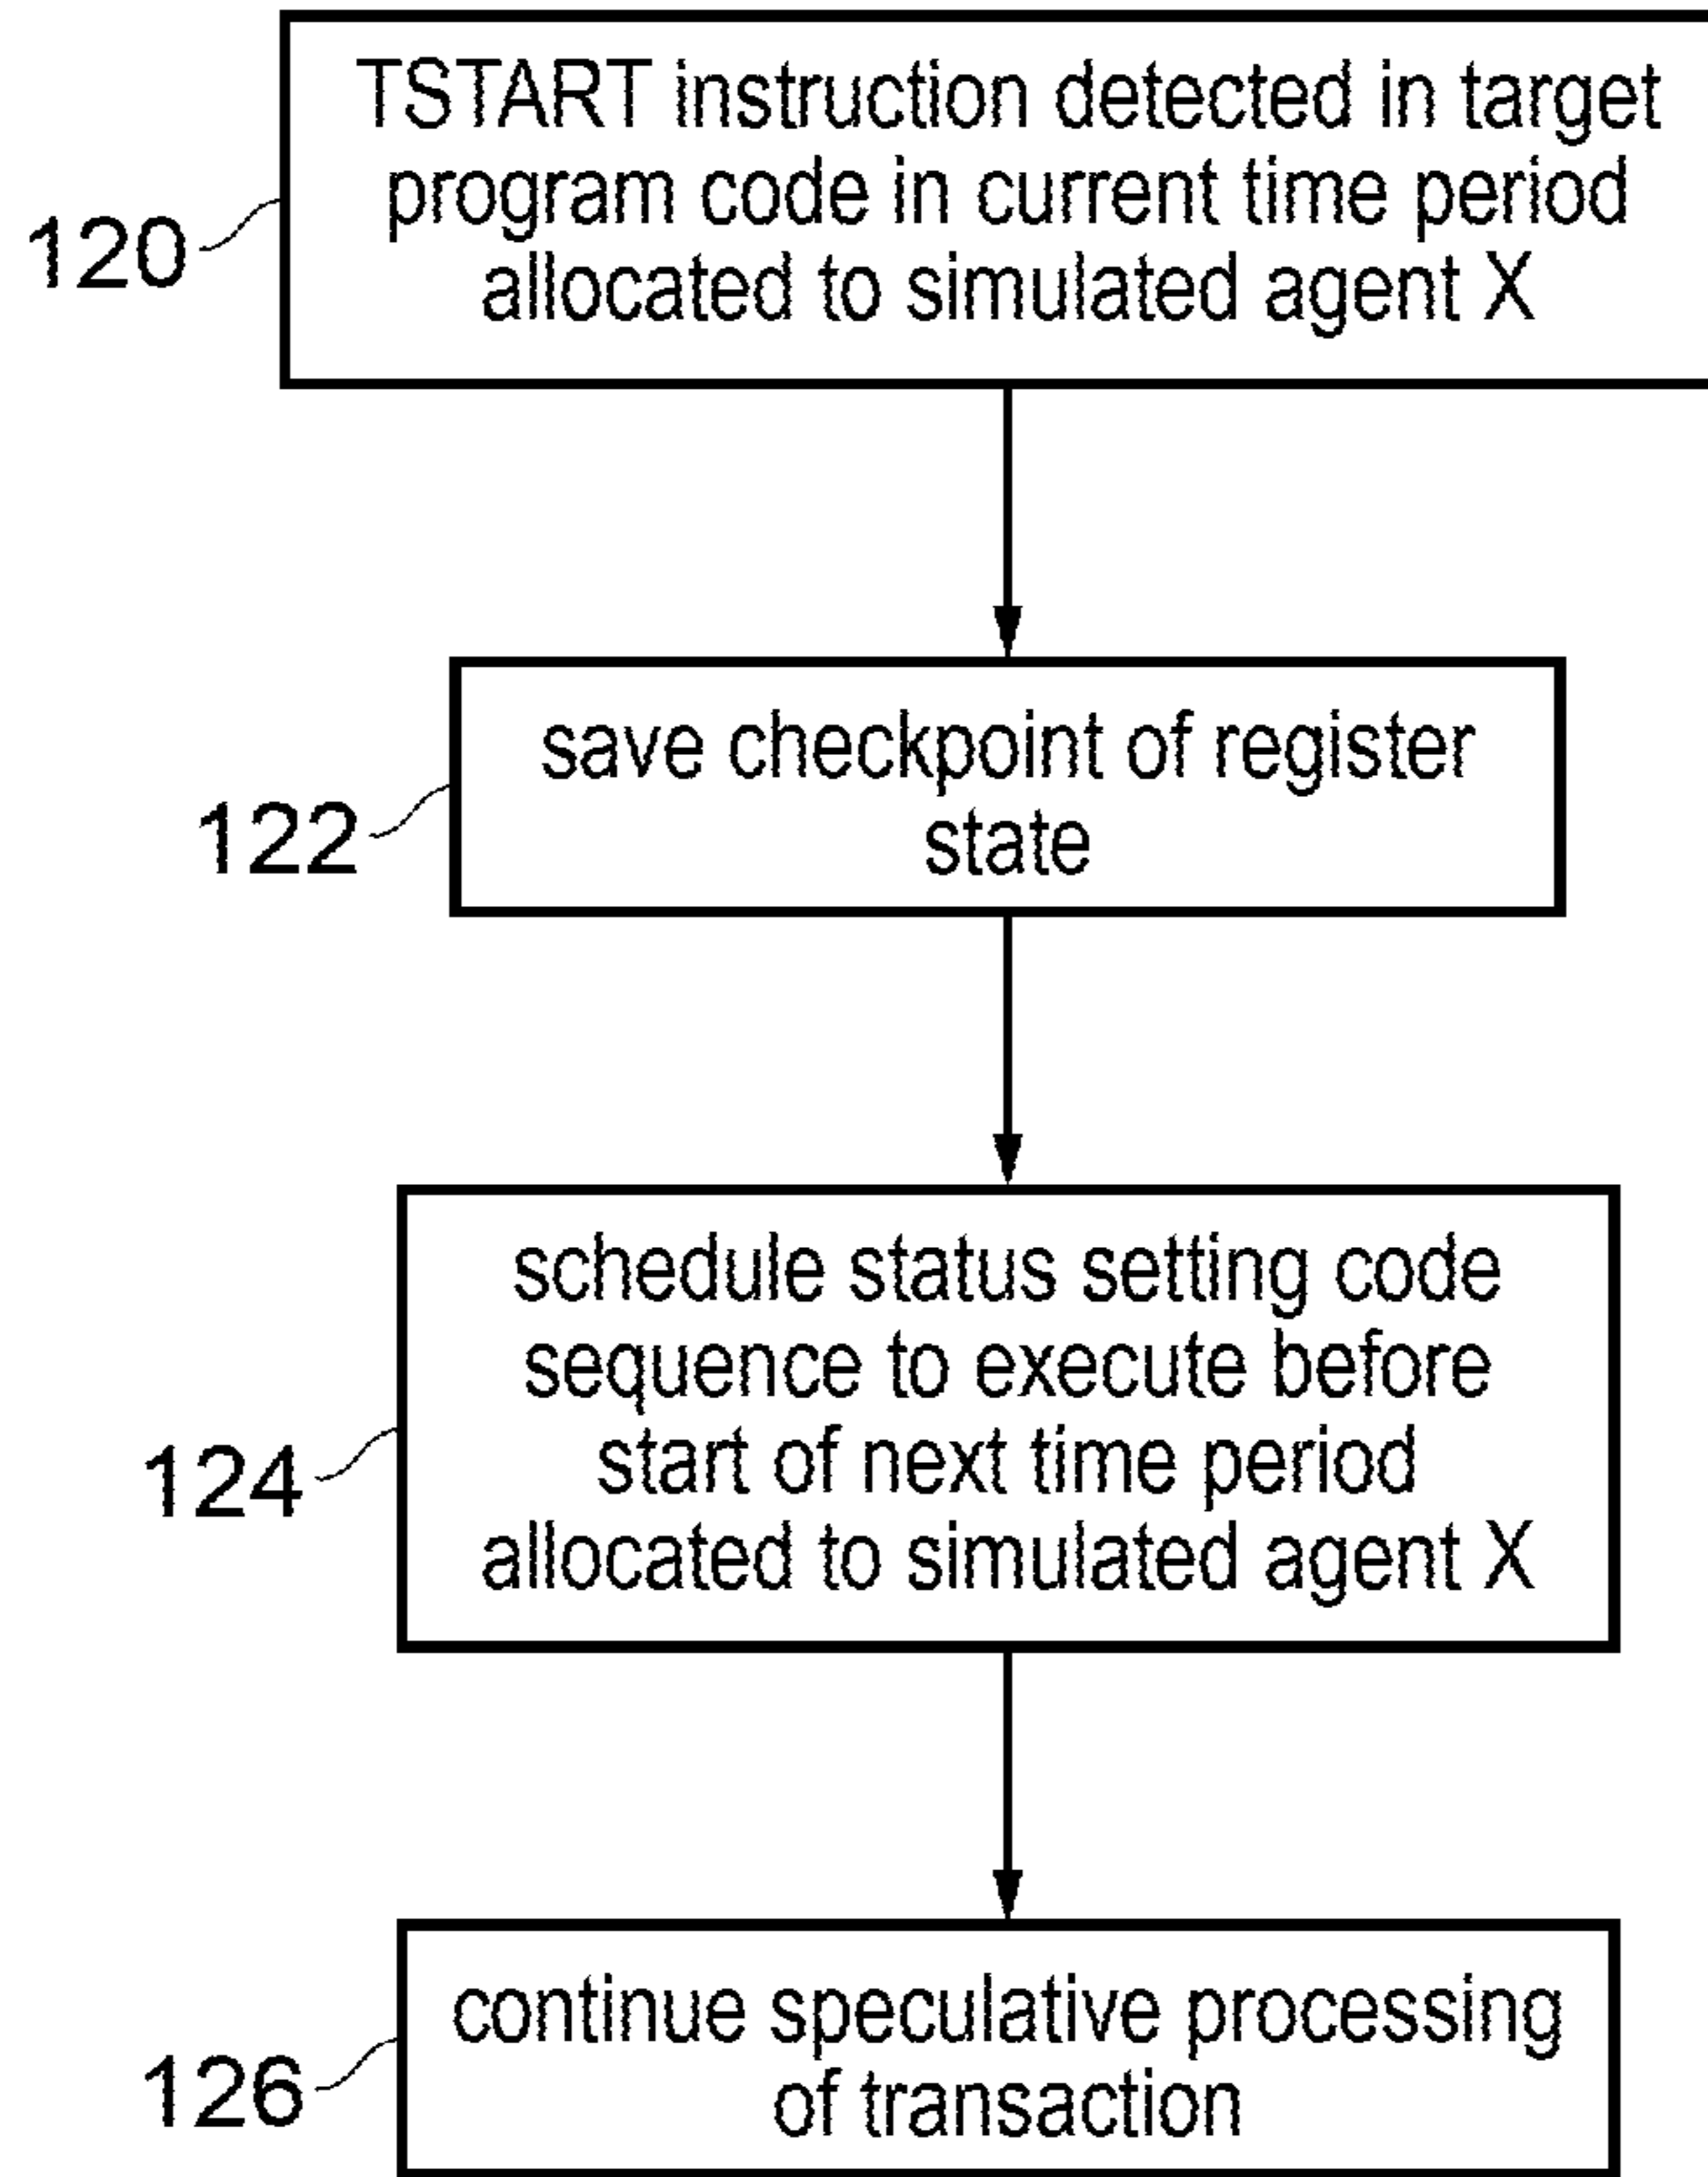 TSTART instruction detected in target
program code in current time period
allocated to simulated agent X
120
save checkpoint of register
state
122
schedule status setting code
sequence to execute before
start of next time period
allocated to simulated agent X
124
continue speculative processing
of transaction
126